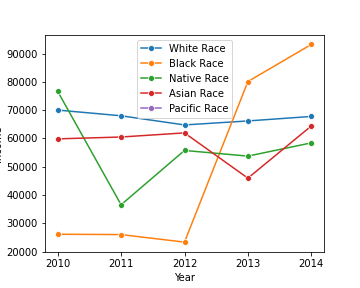 White Race
Black Race
Native Race
Asian Race
Pacific Race
90000
80000
70000
60000
50000
40000
30000
20000
2010 2011 2012 2013 2014
Year